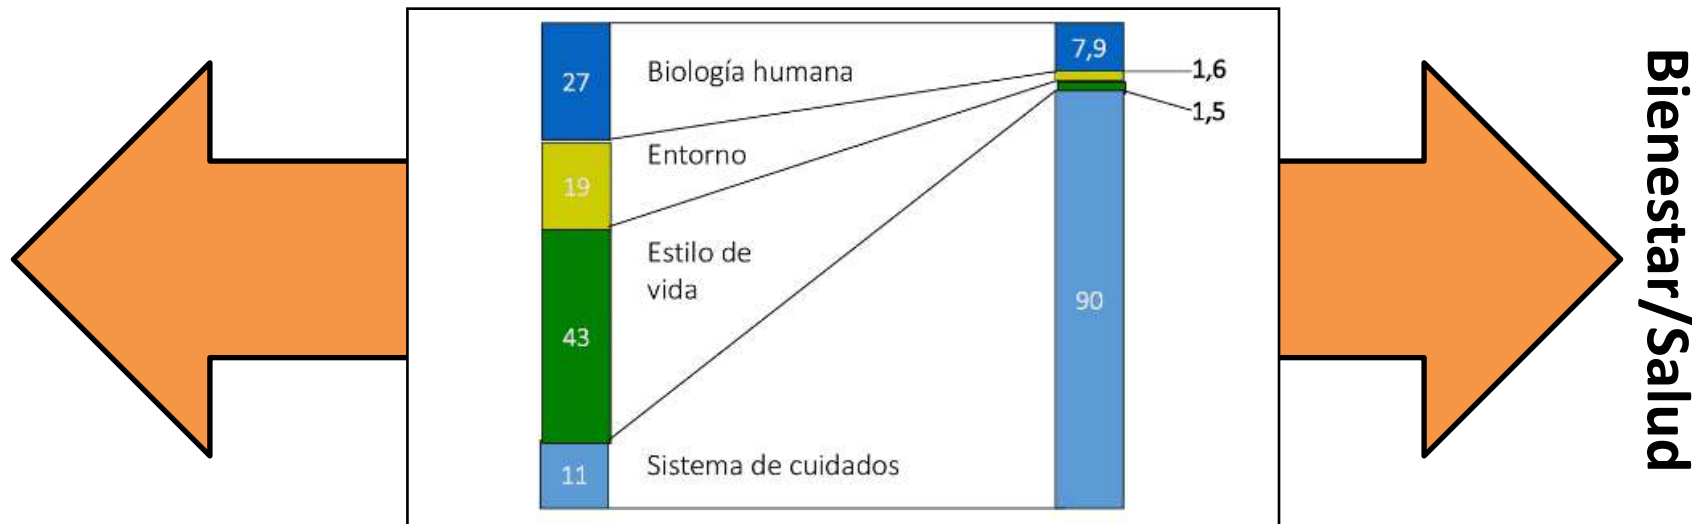 27
Biología humana
7,9
1,6
1,5
Entorno
19
Estilo de
vida
43
90
11
Sistema de cuidados
Bienestar/Salud